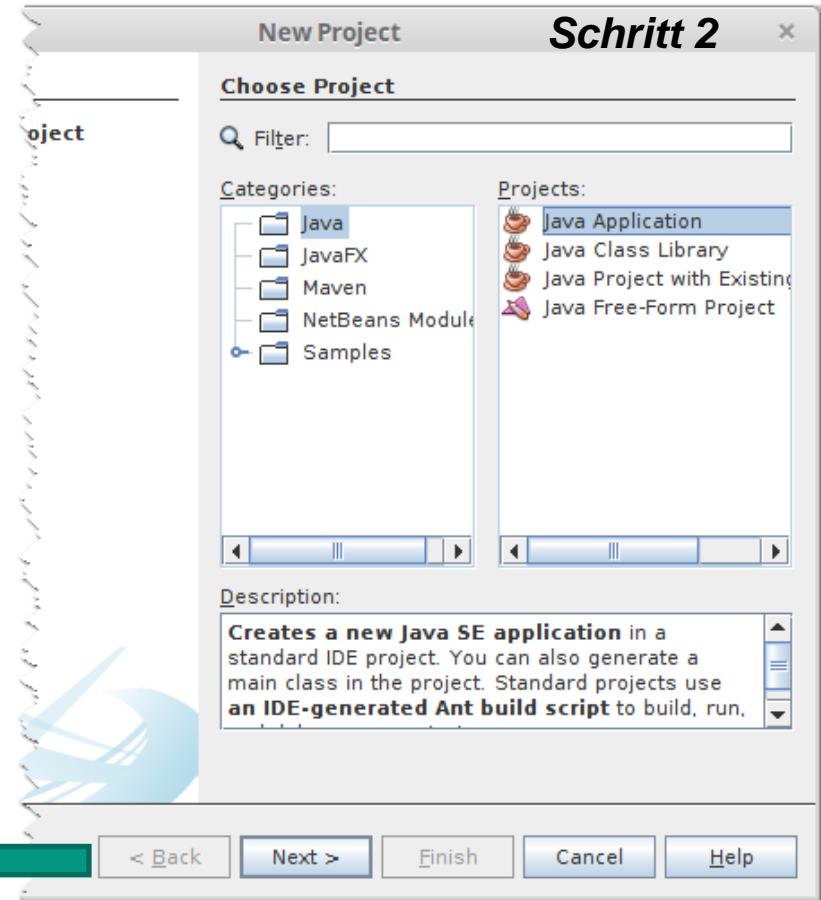 New Project
Schritt 2
Choose Project
oject
Filter:
Categories:
Projects:
Java
JavaFX
Maven
NetBeans Module
Samples
Java Application
Java Class Library
Java Project with Existing
Java Free-Form Project
Description:
Creates a new Java SE application in a
standard IDE project. You can also generate a
main class in the project. Standard projects use
an IDE-generated Ant build script to build, run,
< Back
Next >
Finish
Cancel
Help